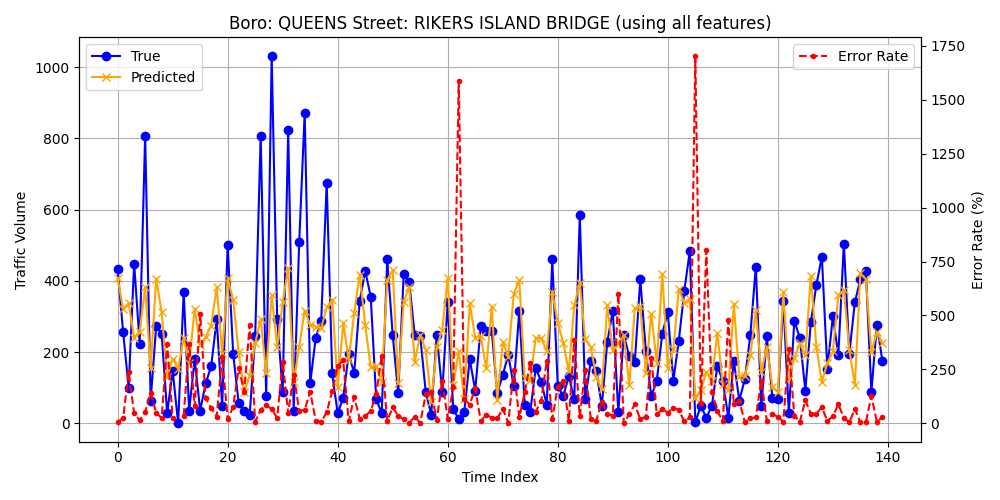 Boro: QUEENS Street: RIKERS ISLAND BRIDGE (using all features)
True
Predicted
Error Rate
Traffic Volume
1000
800
600
400
200
0
1750
1500
1250
1000
750
500
250
0
Error Rate (%)
0 20 40 60 80 100 120 140
Time Index